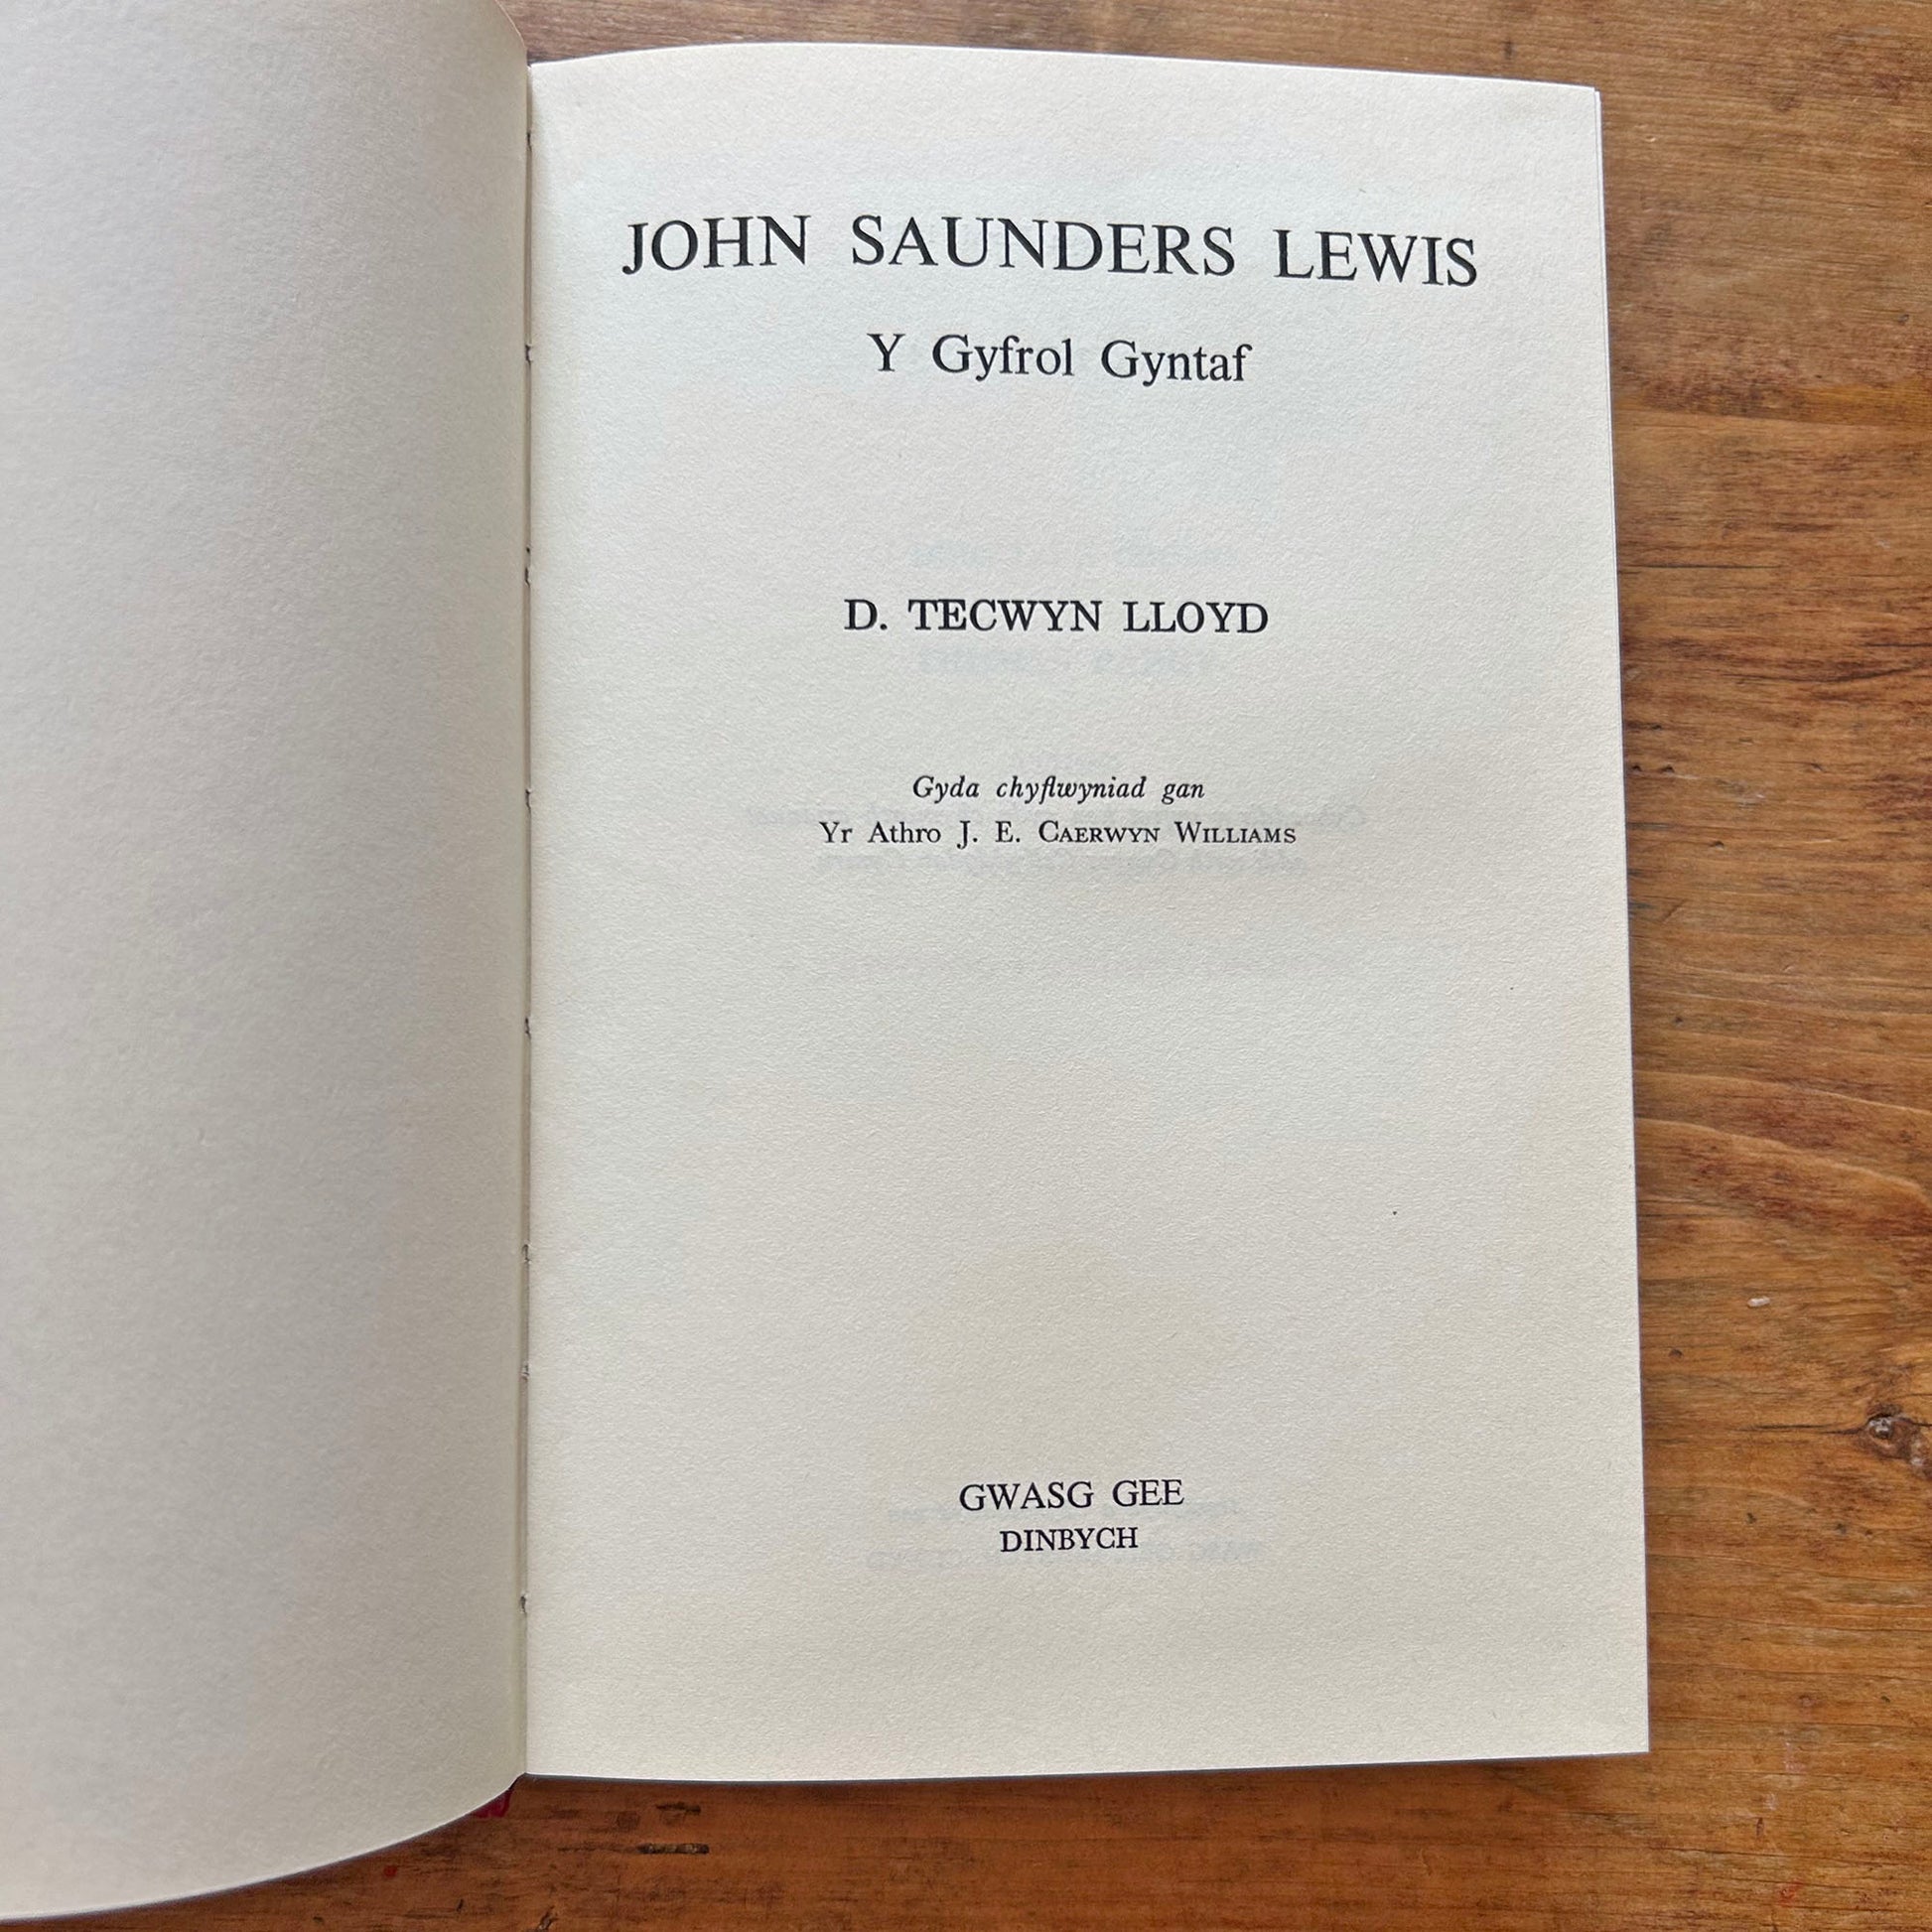 JOHN SAUNDERS LEWIS
Y Gyfrol Gyntaf
D. TECWYN LLOYD
Gyda chyflwyniad gan
Yr Athro J. E. CAERWYN WILLIAMS
GWASG GEE
DINBYCH